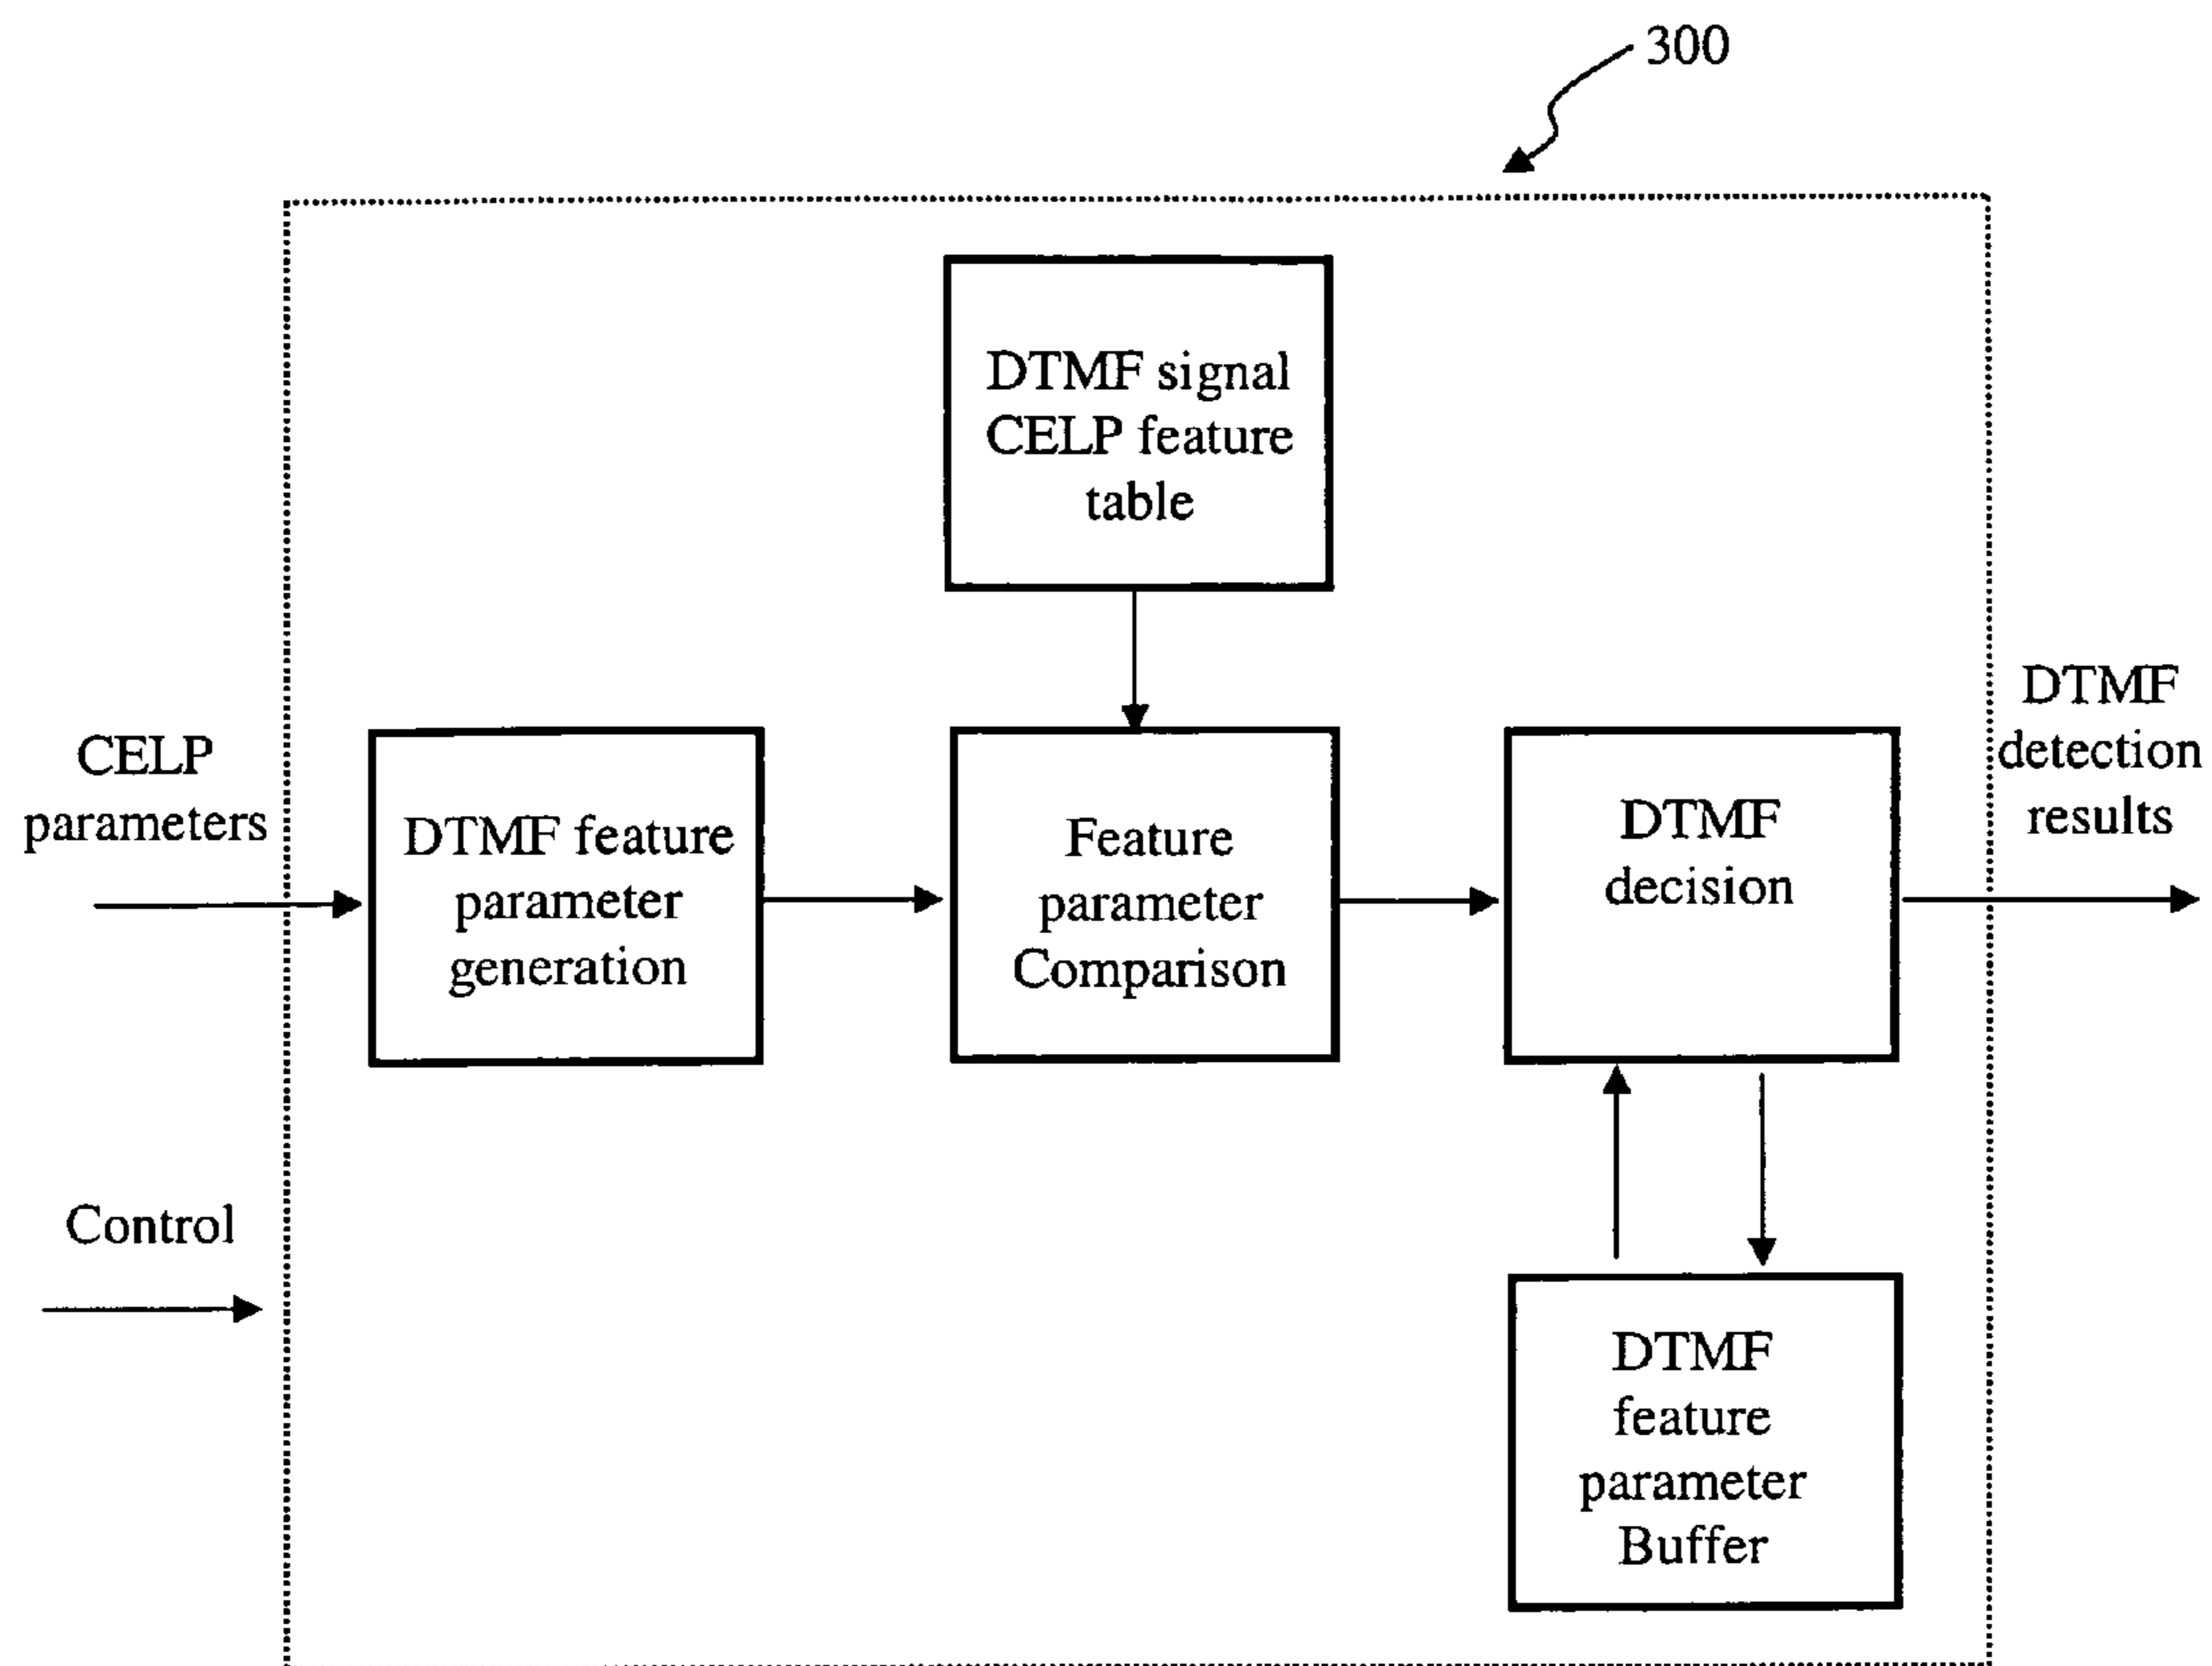 300
DTMF signal
CELP feature
table
CELP
parameters
DTMF feature
parameter
generation
Feature
parameter
Comparison
DTMF
decision
DTMF
detection
results
Control
DTMF
feature
parameter
Buffer